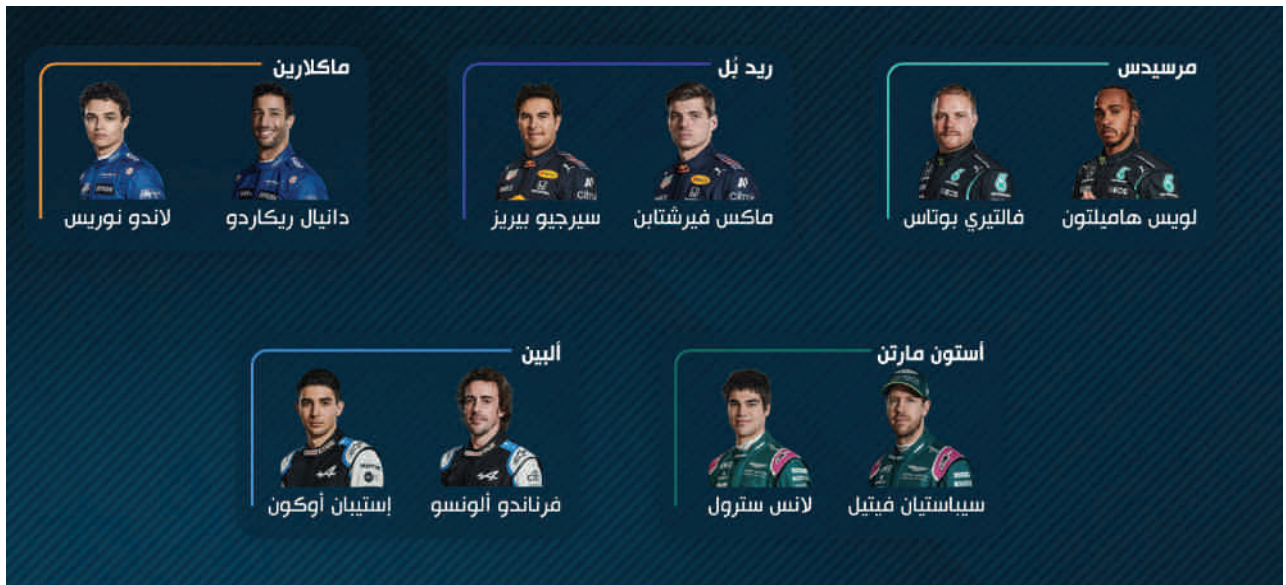 مرسيدس
لويس هاميلتون
فالتيري بوتاس
ريد بُل
ماكس فيرشتابن
سيرجيو بيريز
ماكلارين
دانيال ريكاردو
لاندو نوريس
أستون مارتن
سيباستيان فيتيل
لانس سترول
ألبين
فرناندو ألونسو
إستيبان أوكون